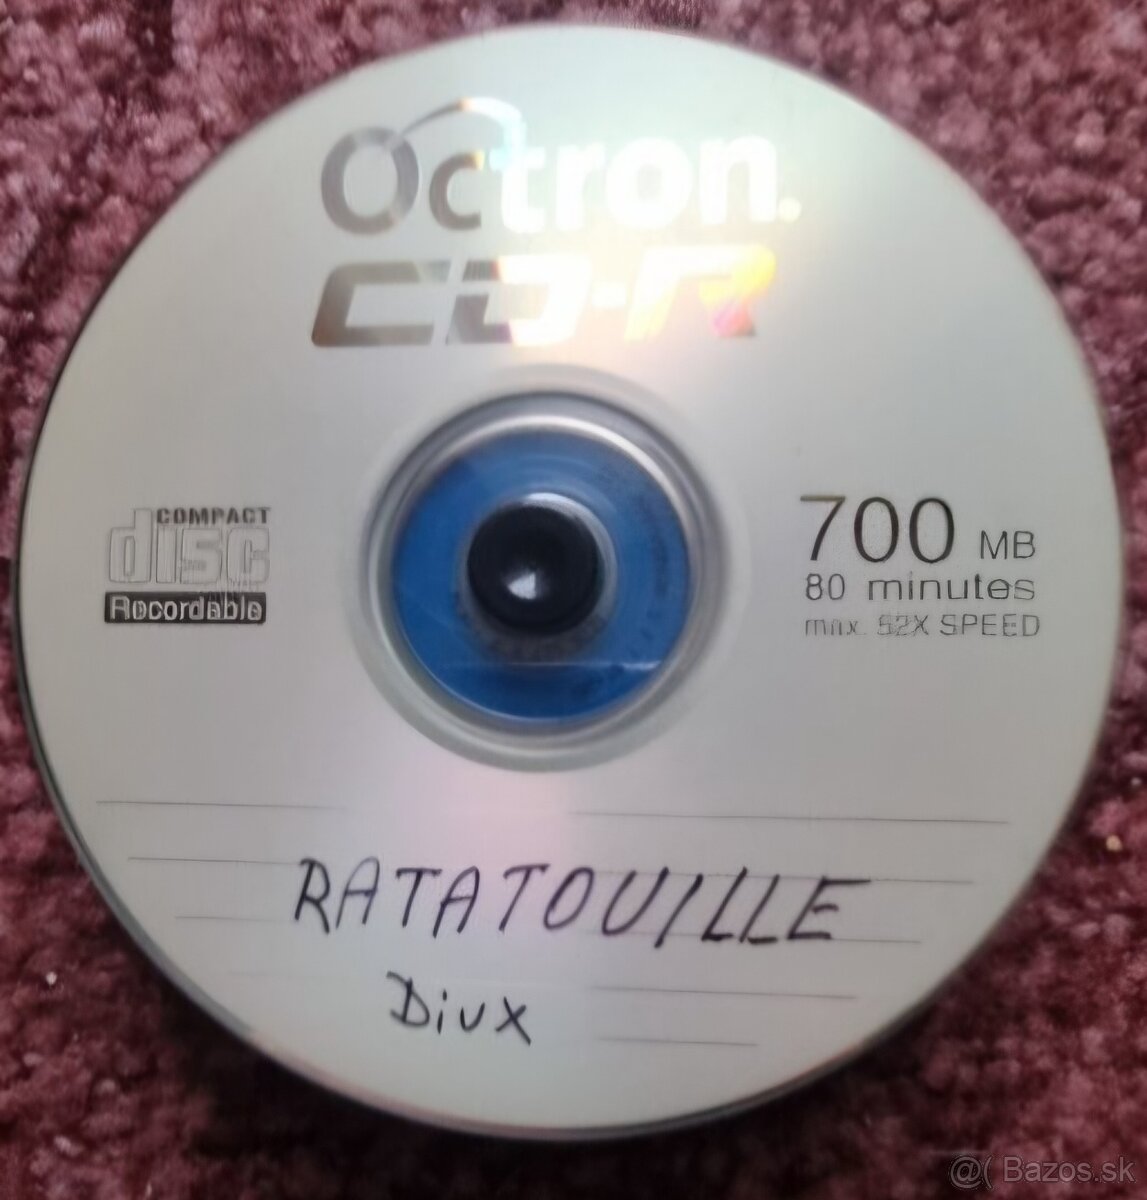 Octron
CD-R
COMPACT
disc
Recordable
700 MB
80 minutes
max. 52X SPEED
RATATOUILLE
Divx
@( Bazos.sk